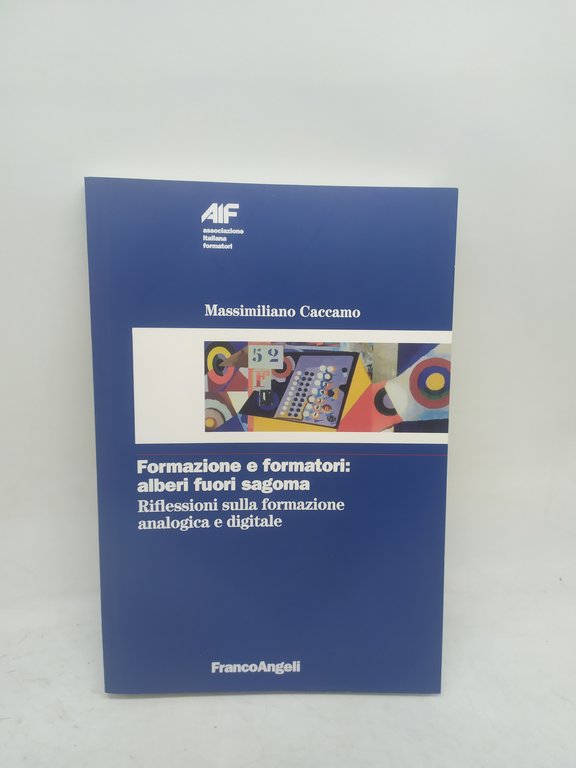 AIF
associazione
italiana
formatori
Massimiliano Caccamo
52
F
Formazione e formatori:
alberi fuori sagoma
Riflessioni sulla formazione
analogica e digitale
FrancoAngeli